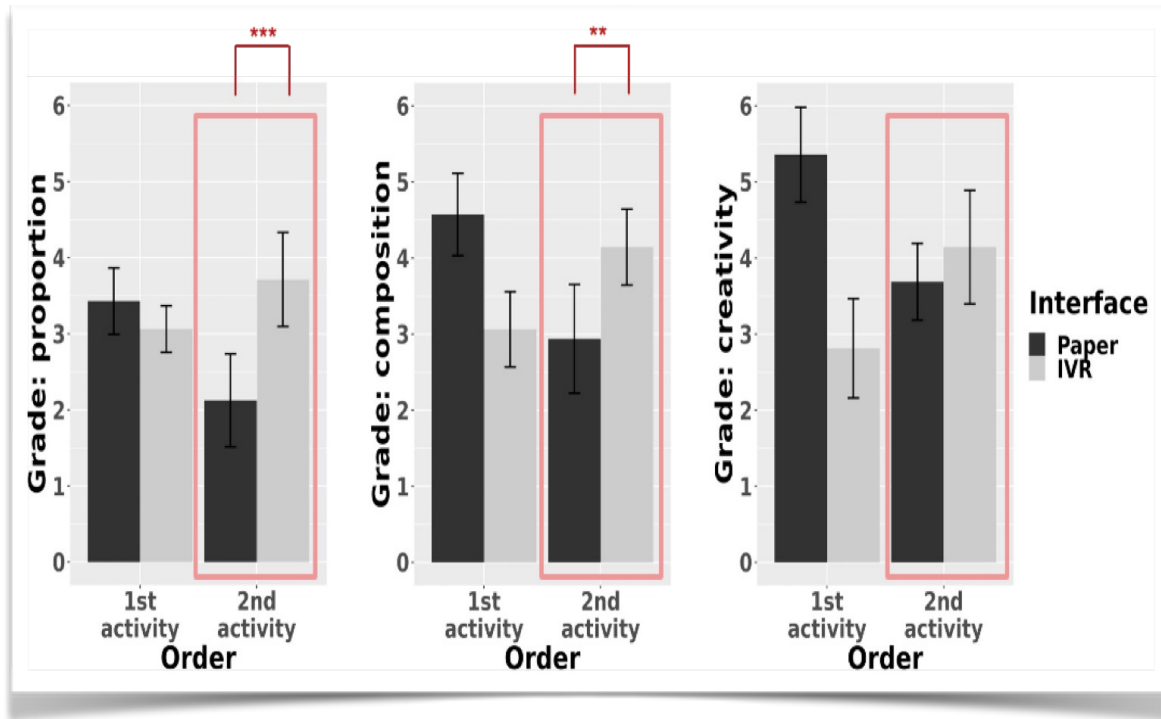 ***
**
Grade: proportion
6
5
4
3
2
1
0
1st
activity
2nd
activity
Order
Grade: composition
6
5
4
3
2
1
0
1st
activity
2nd
activity
Order
Grade: creativity
6
5
4
3
2
1
0
1st
activity
2nd
activity
Order
Interface
Paper
IVR